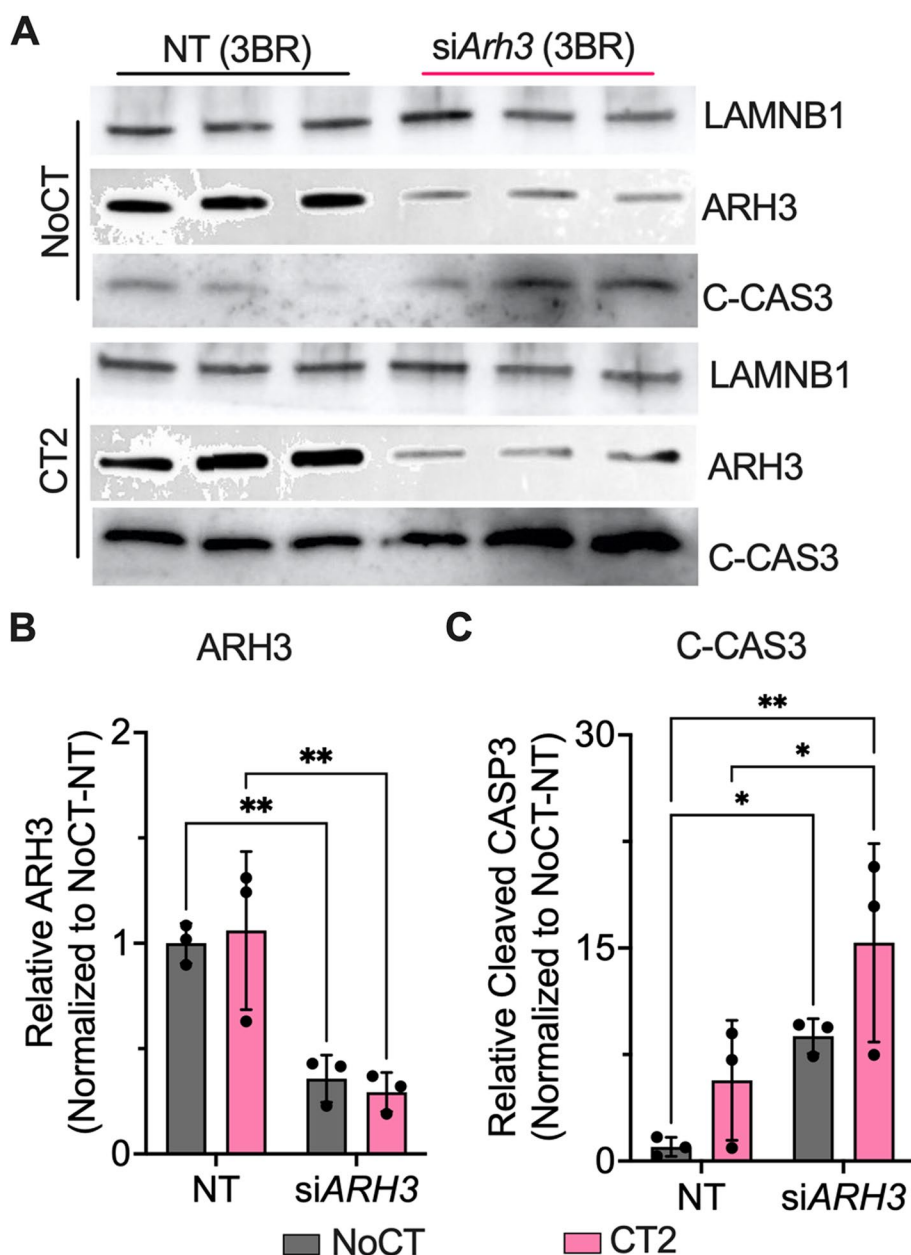 A
NT (3BR)
siArh3 (3BR)
NoCT
LAMNB1
ARH3
C-CAS3
CT2
LAMNB1
ARH3
C-CAS3
B
ARH3
Relative ARH3
(Normalized to NoCT-NT)
2
1
0
**
**
NT
siARH3
C
C-CAS3
Relative Cleaved CASP3
(Normalized to NoCT-NT)
30
15
0
**
*
*
NT
siARH3
NoCT
CT2